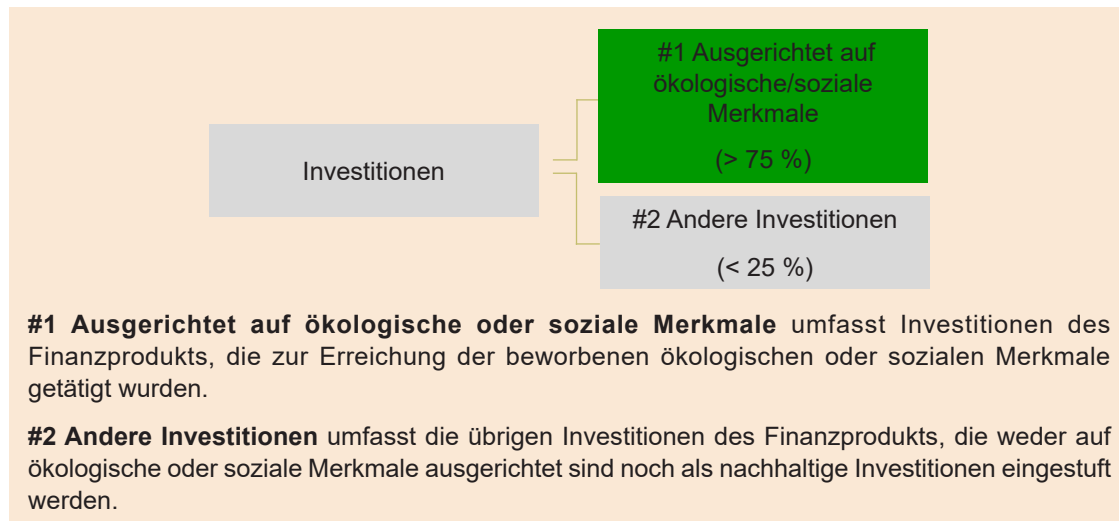 #1 Ausgerichtet auf
ökologische/soziale
Merkmale
(> 75 %)
Investitionen
#2 Andere Investitionen
(< 25 %)
#1 Ausgerichtet auf ökologische oder soziale Merkmale umfasst Investitionen des
Finanzprodukts, die zur Erreichung der beworbenen ökologischen oder sozialen Merkmale
getätigt wurden.
#2 Andere Investitionen umfasst die übrigen Investitionen des Finanzprodukts, die weder auf
ökologische oder soziale Merkmale ausgerichtet sind noch als nachhaltige Investitionen eingestuft
werden.